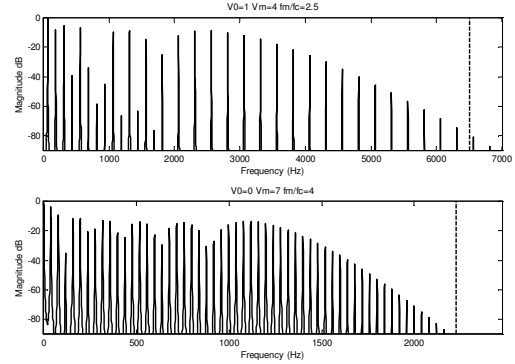 V0=1 Vm=4 fm/fc=2.5
0
-20
-40
-60
-80
Magnitude dB
0 1000 2000 3000 4000 5000 6000 7000
Frequency (Hz)
V0=0 Vm=7 fm/fc=4
0
-20
-40
-60
-80
Magnitude dB
0 500 1000 1500 2000
Frequency (Hz)